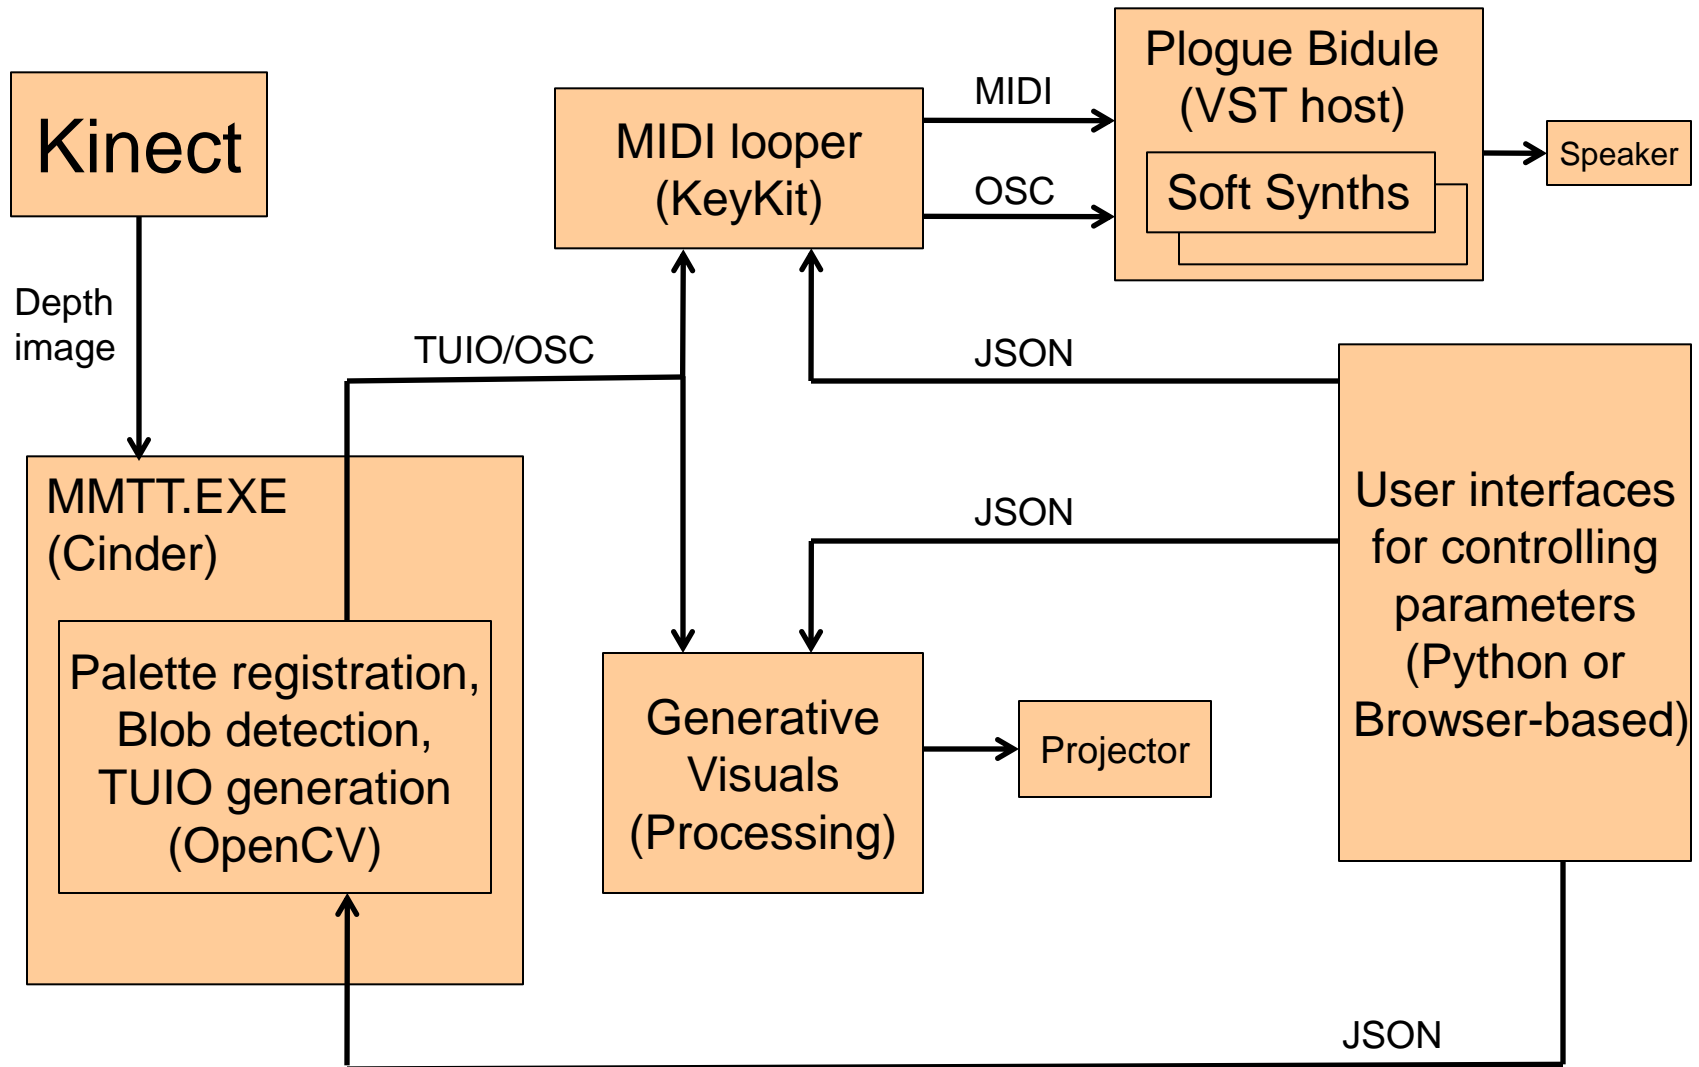 Kinect
MIDI looper
(KeyKit)
MIDI
OSC
Plogue Bidule
(VST host)
Soft Synths
Speaker
Depth
image
TUIO/OSC
JSON
MMTT.EXE
(Cinder)
Palette registration,
Blob detection,
TUIO generation
(OpenCV)
JSON
Generative
Visuals
(Processing)
Projector
User interfaces
for controlling
parameters
(Python or
Browser-based)
JSON